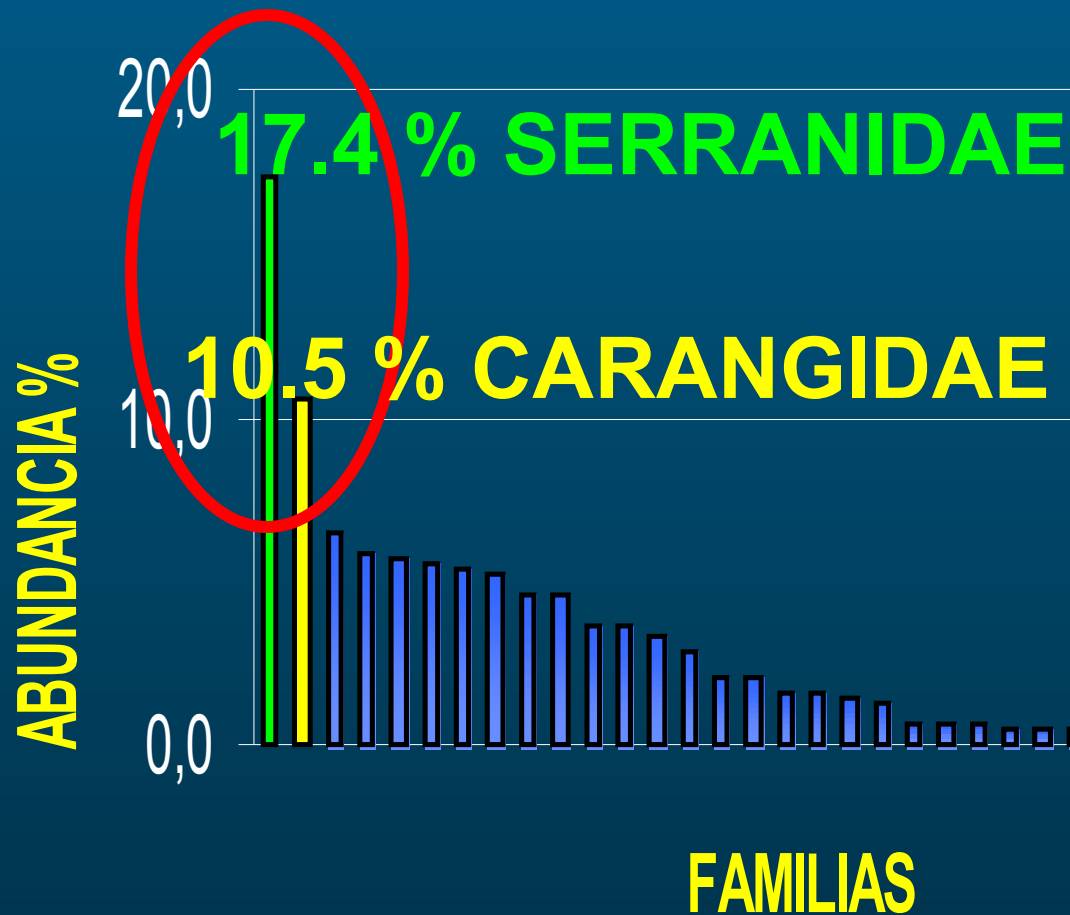 20,0
17.4 % SERRANIDAE
10.5 % CARANGIDAE
10,0
0,0
ABUNDANCIA %
FAMILIAS